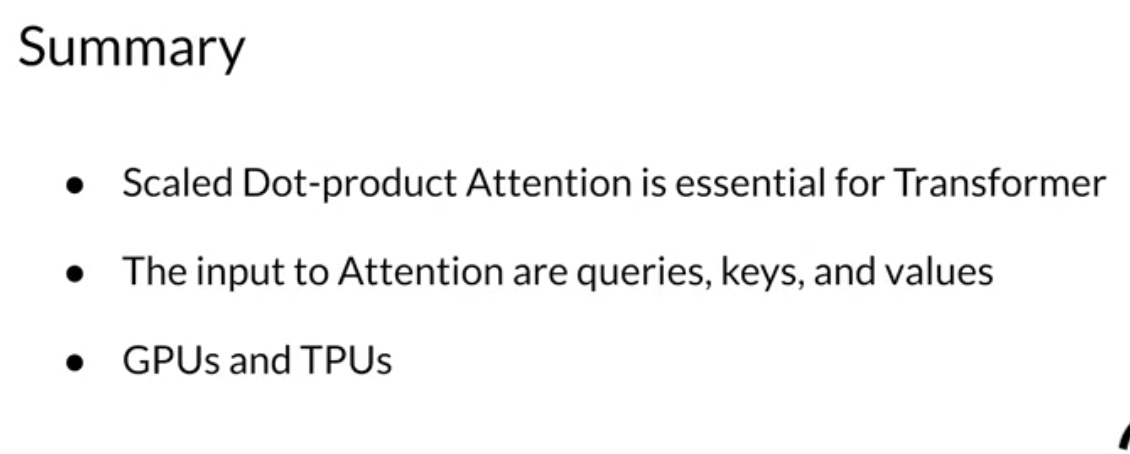 Summary
● Scaled Dot-product Attention is essential for Transformer
● The input to Attention are queries, keys, and values
● GPUs and TPUs